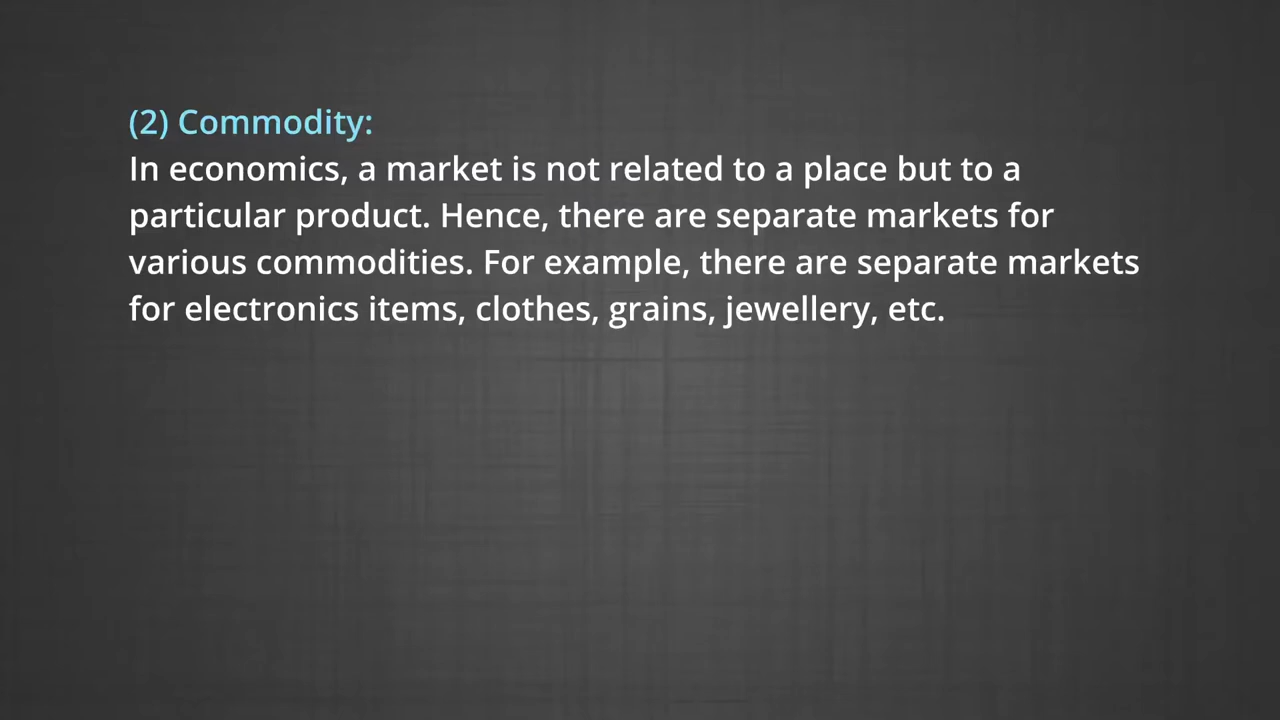 (2) Commodity:
In economics, a market is not related to a place but to a
particular product. Hence, there are separate markets for
various commodities. For example, there are separate markets
for electronics items, clothes, grains, jewellery, etc.